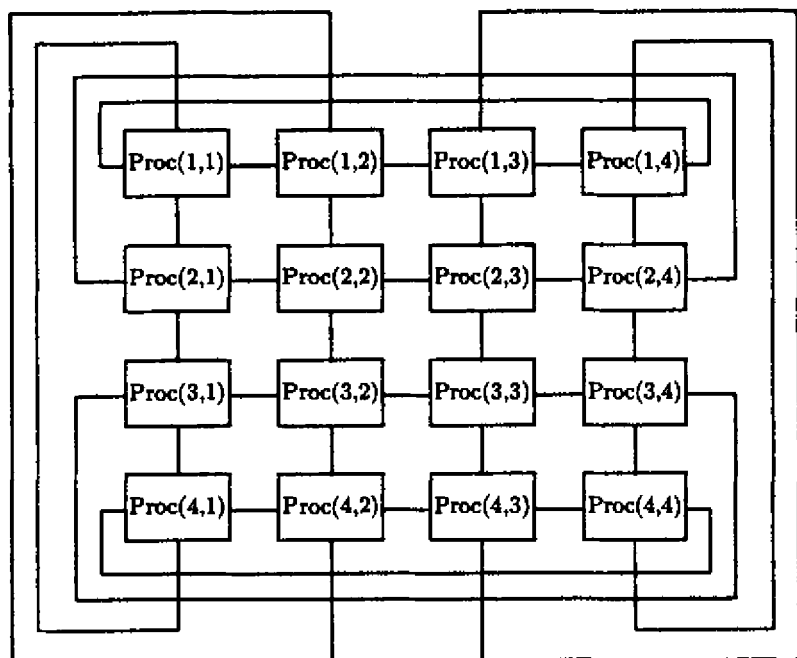 Proc(1,1) Proc(1,2) Proc(1,3) Proc(1,4)
Proc(2,1) Proc(2,2) Proc(2,3) Proc(2,4)
Proc(3,1) Proc(3,2) Proc(3,3) Proc(3,4)
Proc(4,1) Proc(4,2) Proc(4,3) Proc(4,4)